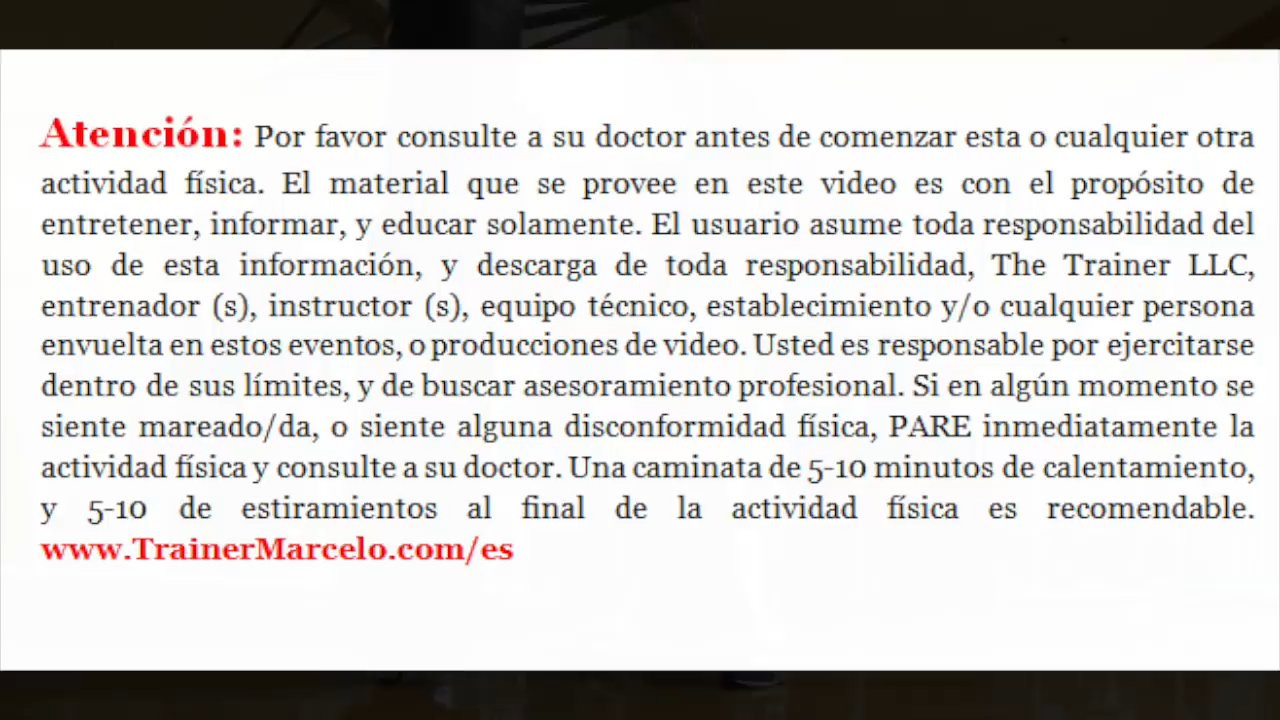 Atención: Por favor consulte a su doctor antes de comenzar esta o cualquier otra
actividad física. El material que se provee en este video es con el propósito de
entretener, informar, y educar solamente. El usuario asume toda responsabilidad del
uso de esta información, y descarga de toda responsabilidad, The Trainer LLC,
entrenador (s), instructor (s), equipo técnico, establecimiento y/o cualquier persona
envuelta en estos eventos, o producciones de video. Usted es responsable por ejercitarse
dentro de sus límites, y de buscar asesoramiento profesional. Si en algún momento se
siente mareado/da, o siente alguna disconformidad física, PARE inmediatamente la
actividad física y consulte a su doctor. Una caminata de 5-10 minutos de calentamiento,
y 5-10 de estiramientos al final de la actividad física es recomendable.
www.TrainerMarcelo.com/es